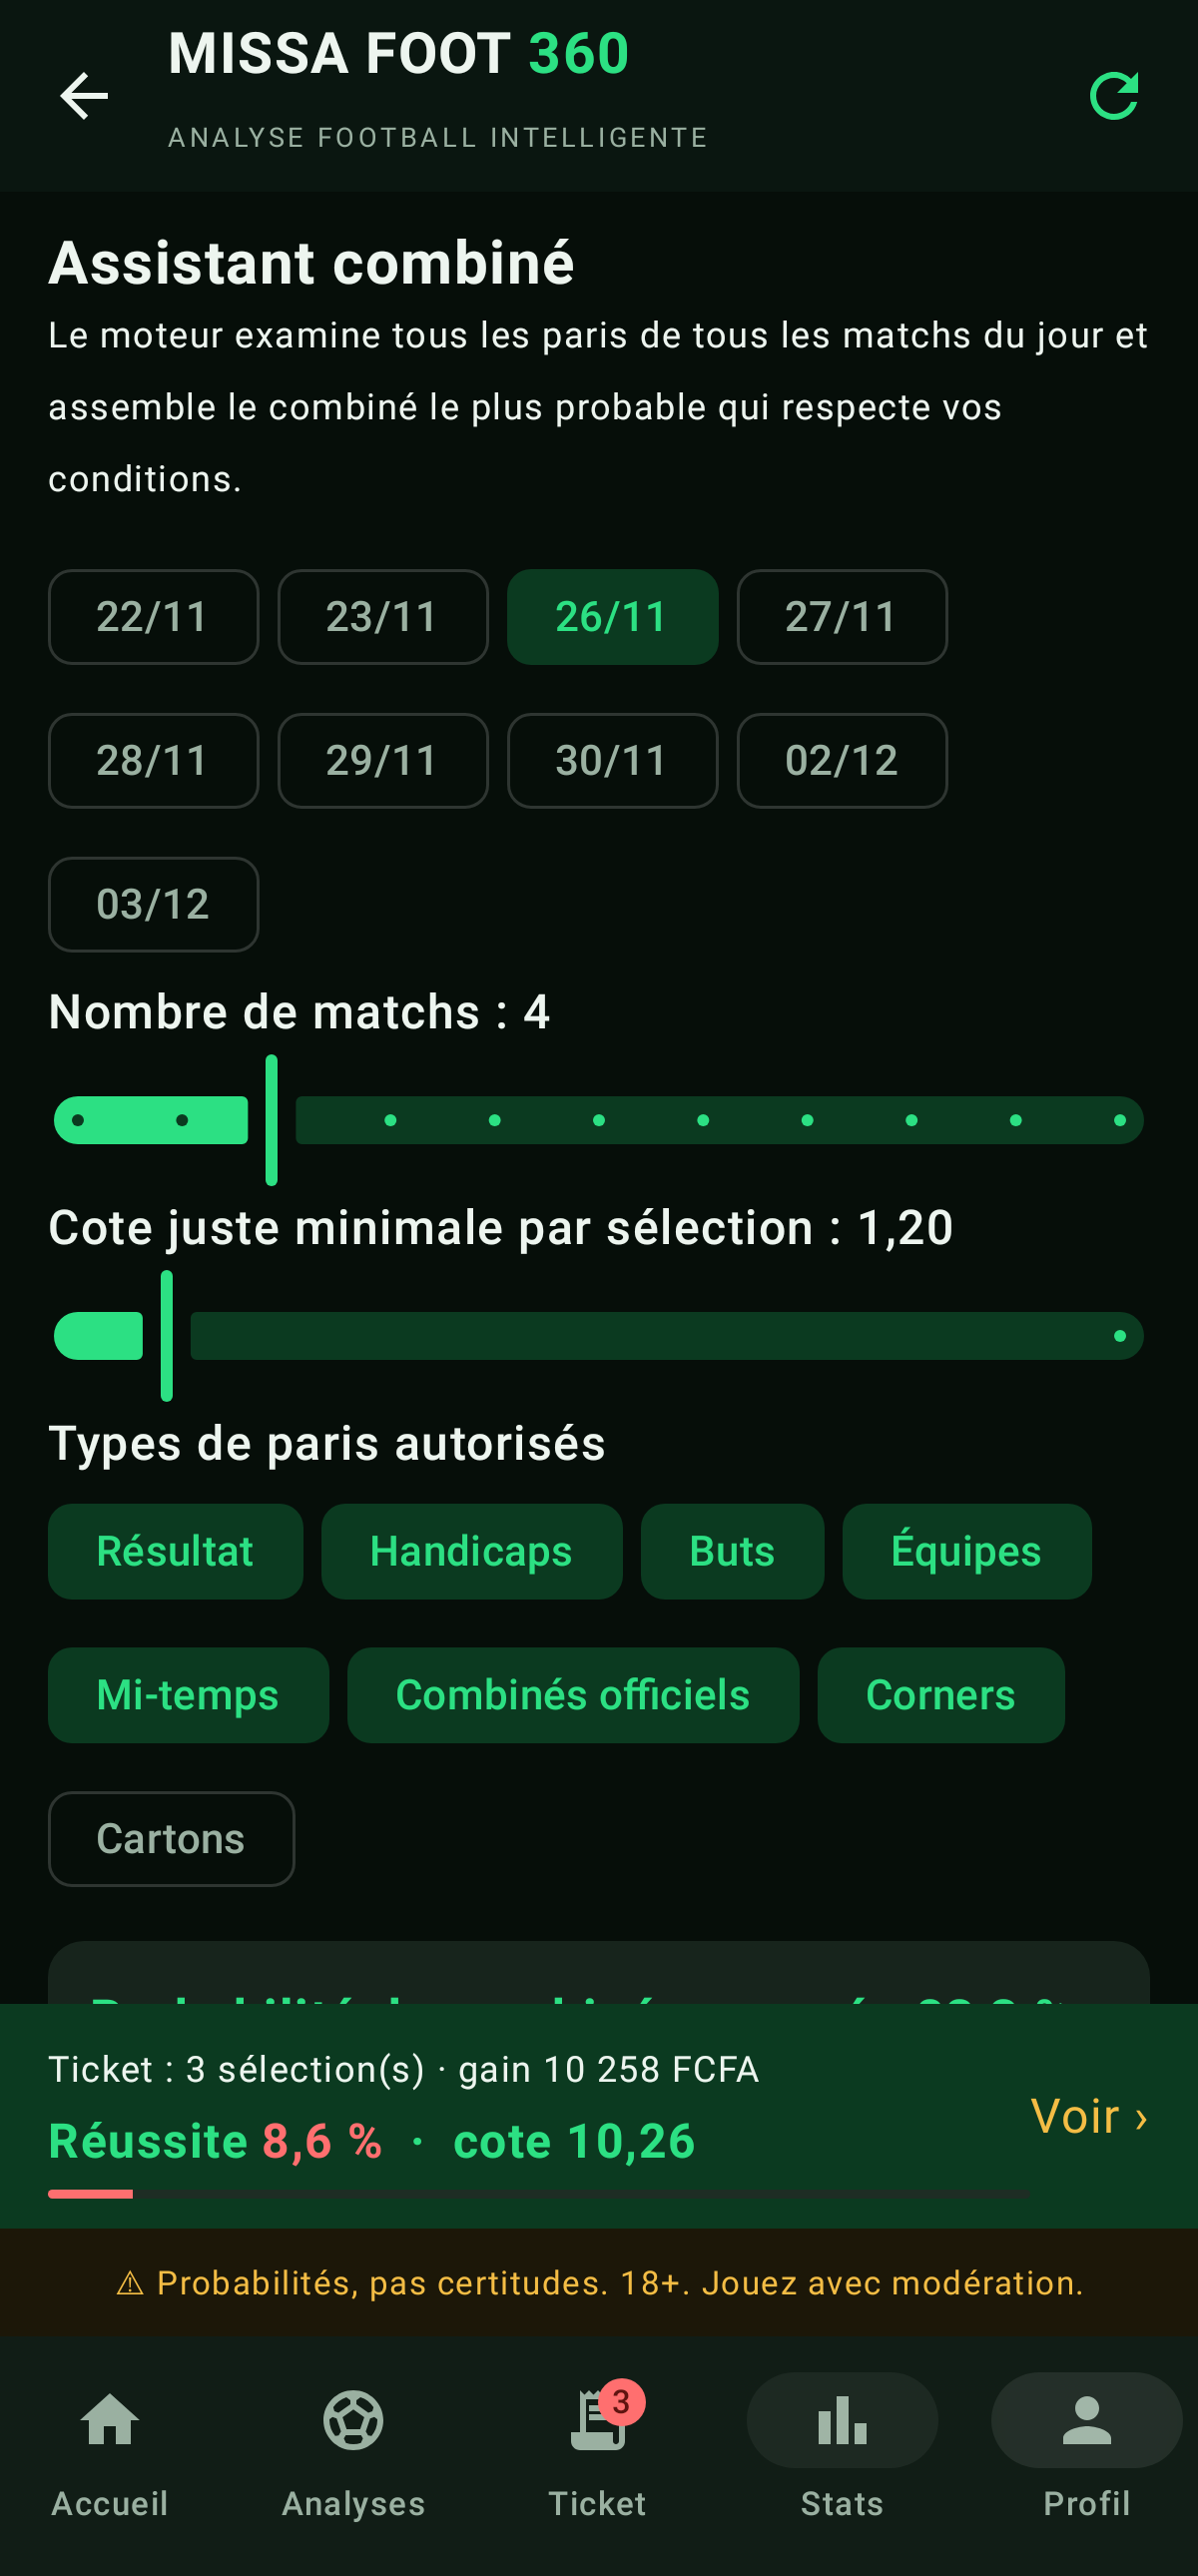 MISSA FOOT 360
ANALYSE FOOTBALL INTELLIGENTE
Assistant combiné
Le moteur examine tous les paris de tous les matchs du jour et
assemble le combiné le plus probable qui respecte vos
conditions.
22/11 23/11 26/11 27/11
28/11 29/11 30/11 02/12
03/12
Nombre de matchs : 4
Cote juste minimale par sélection : 1,20
Types de paris autorisés
Résultat Handicaps Buts Équipes
Mi-temps Combinés officiels Corners
Cartons
Ticket : 3 sélection(s) · gain 10 258 FCFA
Voir ›
Réussite 8,6 % · cote 10,26
⚠ Probabilités, pas certitudes. 18+. Jouez avec modération.
3
Accueil Analyses Ticket Stats Profil